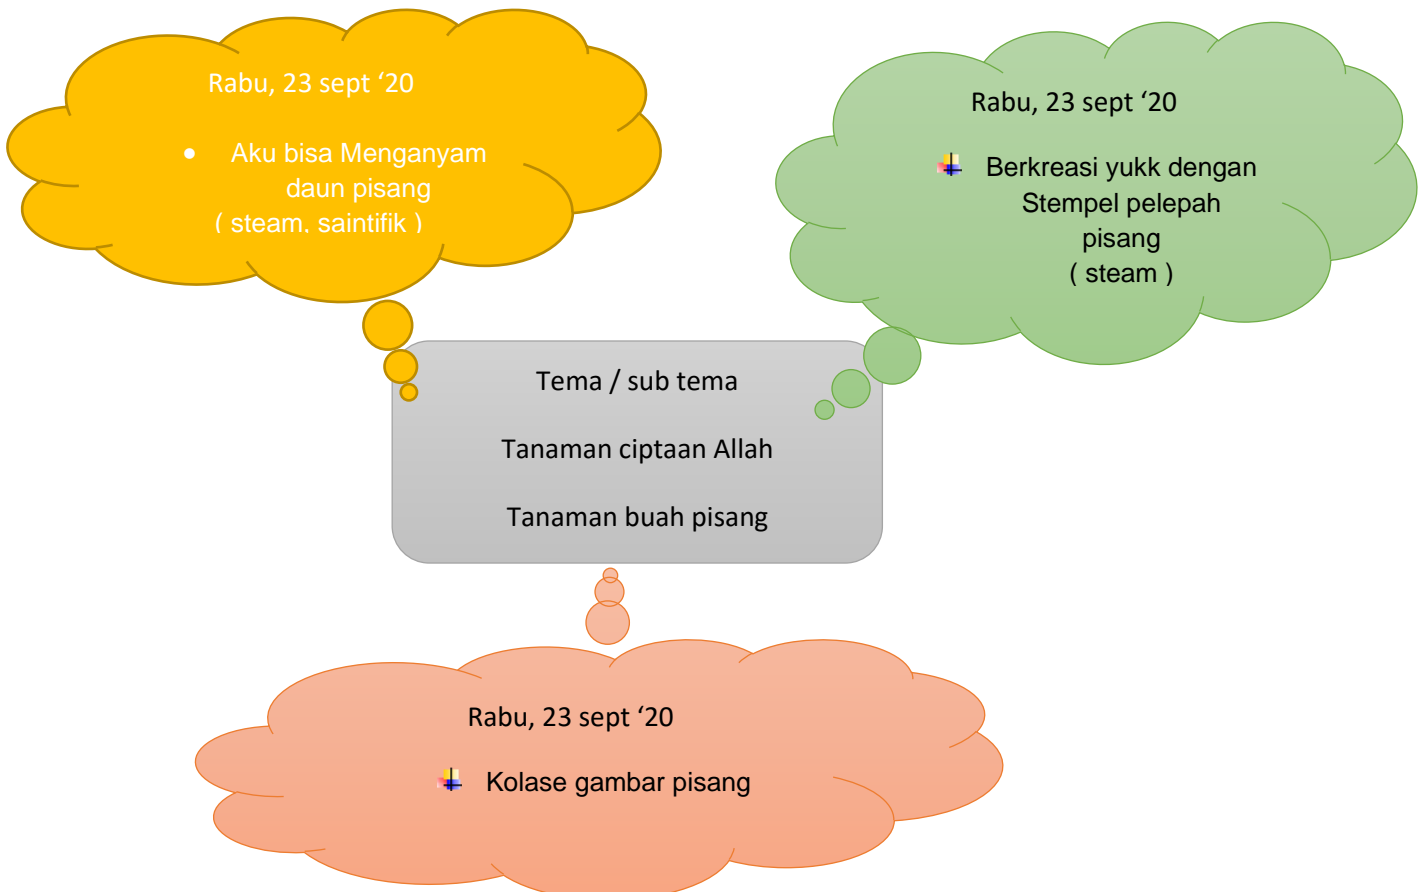 Rabu, 23 sept ‘20
● Aku bisa Menganyam
daun pisang
( steam, saintifik )
Rabu, 23 sept ‘20
Berkreasi yukk dengan
Stempel pelepah
pisang
( steam )
Tema / sub tema
Tanaman ciptaan Allah
Tanaman buah pisang
Rabu, 23 sept ‘20
Kolase gambar pisang